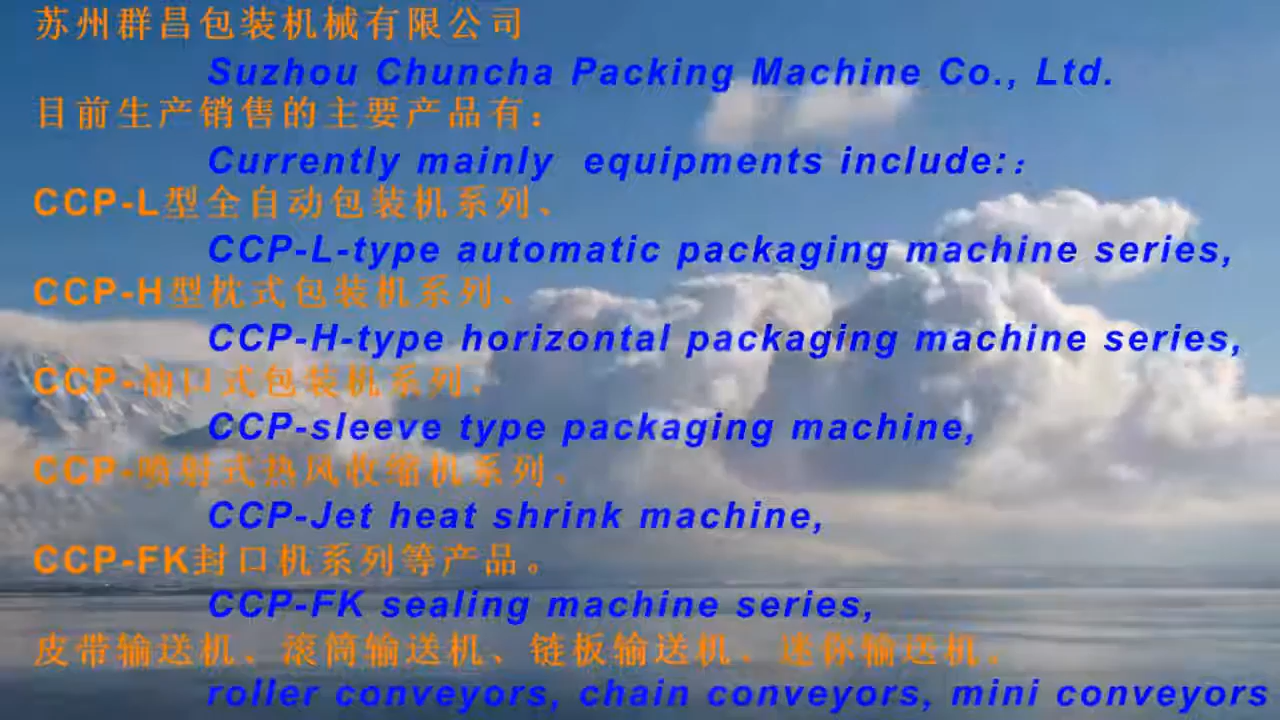 苏州群昌包装机械有限公司
Suzhou Chuncha Packing Machine Co., Ltd.
目前生产销售的主要产品有：
Currently mainly  equipments include:：
CCP-L型全自动包装机系列、
CCP-L-type automatic packaging machine series,
CCP-H型枕式包装机系列、
CCP-H-type horizontal packaging machine series,
CCP-袖口式包装机系列、
CCP-sleeve type packaging machine,
CCP-喷射式热风收缩机系列、
CCP-Jet heat shrink machine,
CCP-FK封口机系列等产品。
CCP-FK sealing machine series,
皮带输送机、滚筒输送机、链板输送机、迷你输送机。
roller conveyors, chain conveyors, mini conveyors